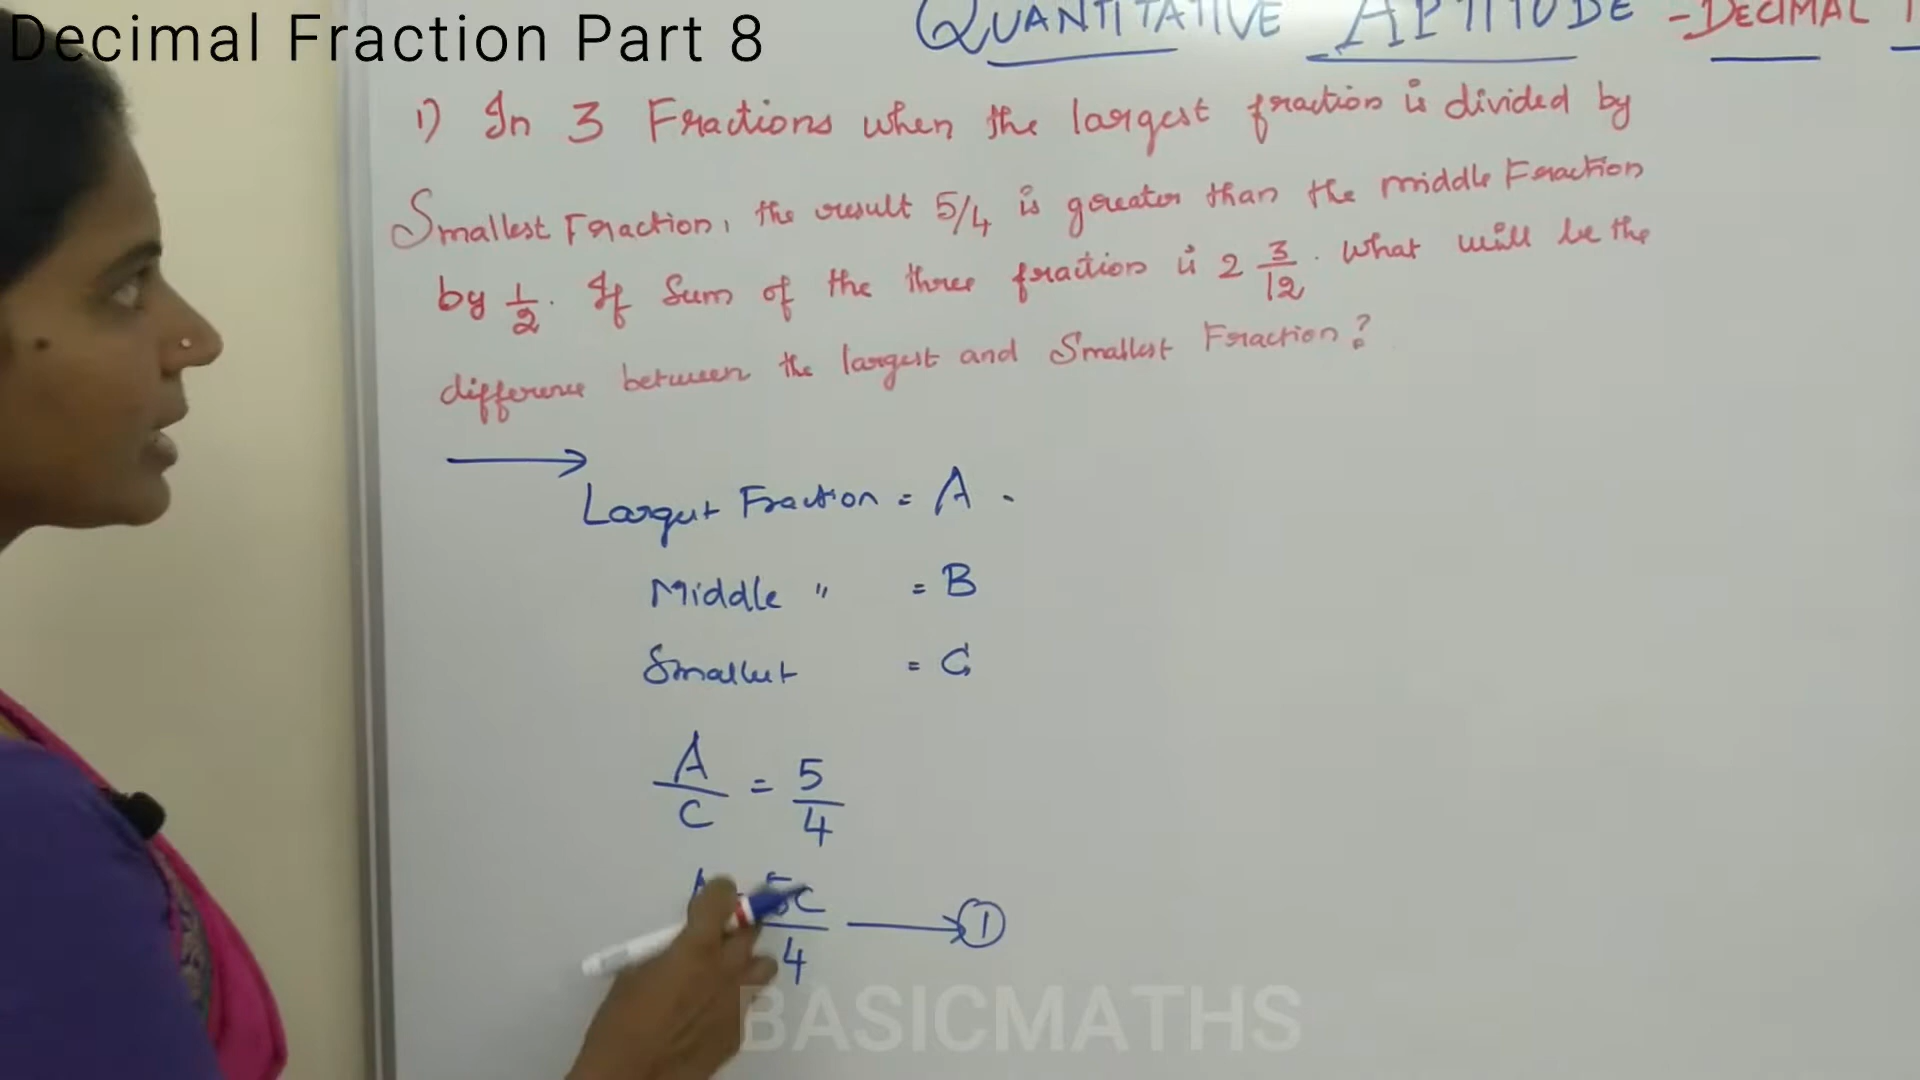 Decimal Fraction Part 8
QUANTITATIVE APTITUDE - DECIMAL
1) In 3 Fractions when the largest fraction is divided by
Smallest Fraction, the result 5/4 is greater than the middle Fraction
by 1/2. If Sum of the three fraction is 2 3/12. What will be the
difference between the largest and Smallest Fraction?
Largest Fraction = A .
Middle " = B
Smallest = C
A/C = 5/4
5C/4 → 1
BASICMATHS